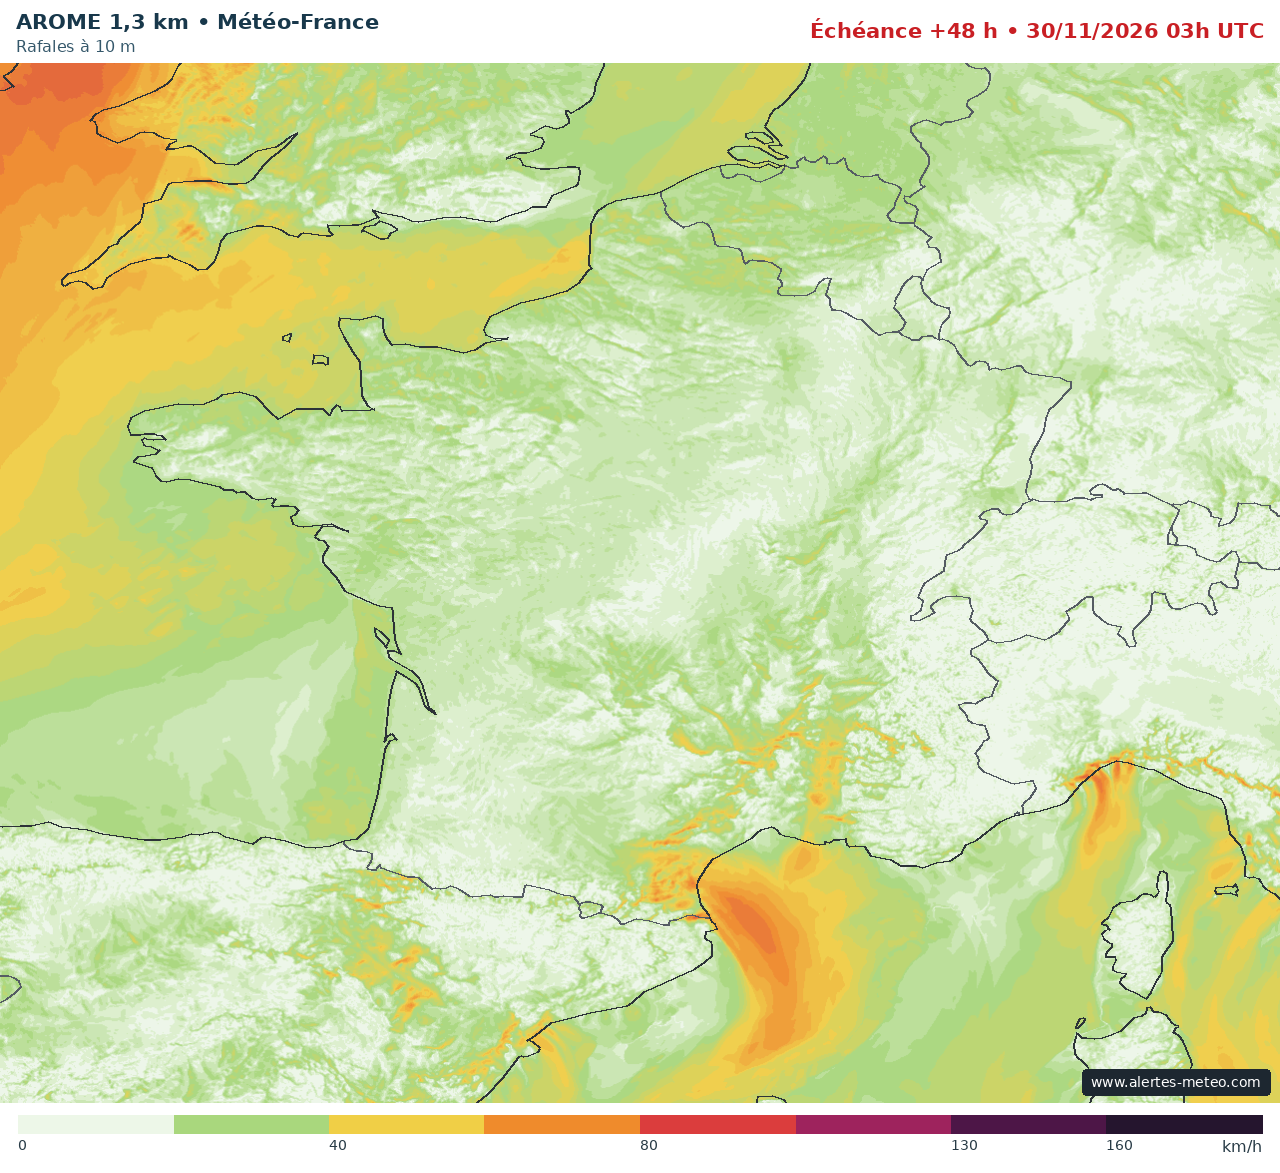 AROME 1,3 km • Météo-France
Rafales à 10 m
Échéance +48 h • 30/11/2026 03h UTC
www.alertes-meteo.com
0 40 80 130 160 km/h